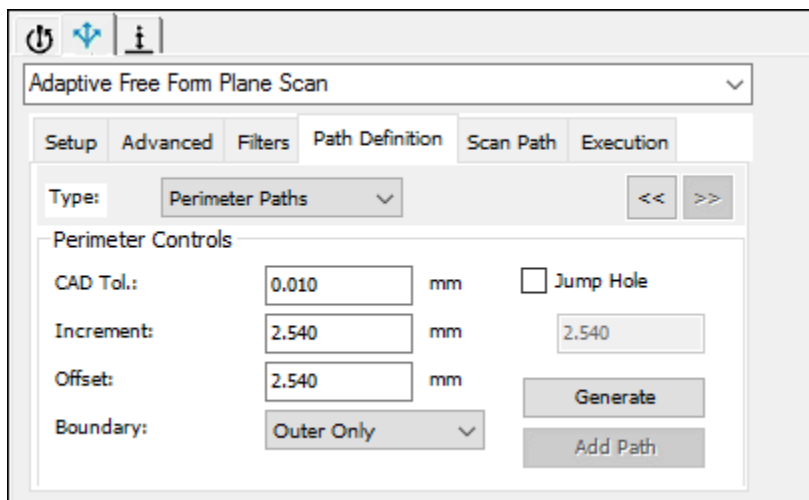 Adaptive Free Form Plane Scan
Setup Advanced Filters Path Definition Scan Path Execution
Type: Perimeter Paths << >>
Perimeter Controls
CAD Tol.: 0.010 mm Jump Hole
Increment: 2.540 mm 2.540
Offset: 2.540 mm
Generate
Boundary: Outer Only
Add Path